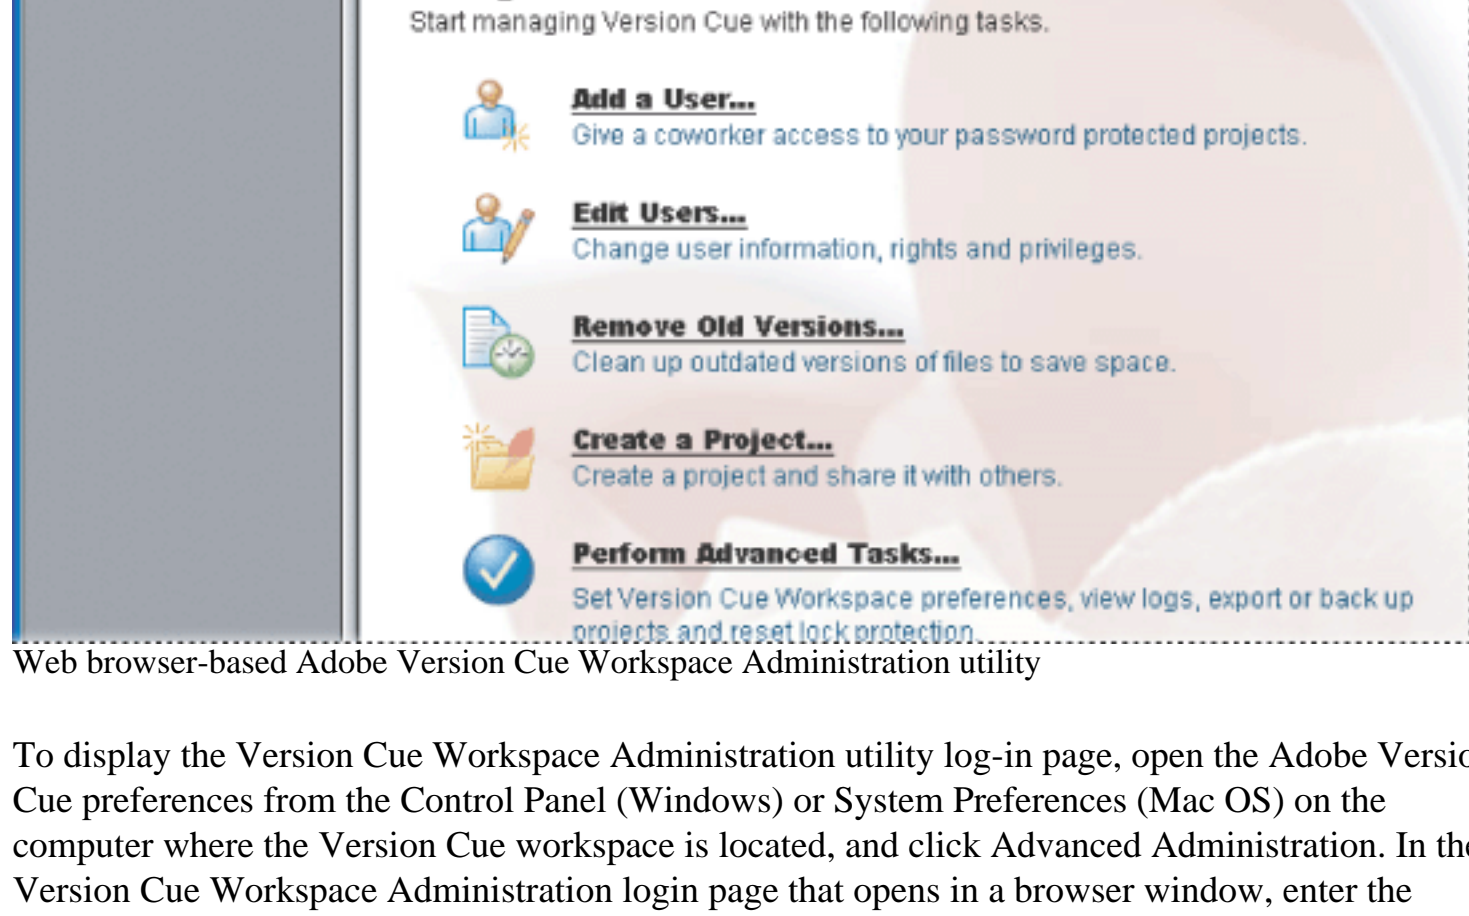 Start managing Version Cue with the following tasks.
Add a User...
Give a coworker access to your password protected projects.
Edit Users...
Change user information, rights and privileges.
Remove Old Versions...
Clean up outdated versions of files to save space.
Create a Project...
Create a project and share it with others.
Perform Advanced Tasks...
Set Version Cue Workspace preferences, view logs, export or back up
projects and reset lock protection.
Web browser-based Adobe Version Cue Workspace Administration utility
To display the Version Cue Workspace Administration utility log-in page, open the Adobe Versio
Cue preferences from the Control Panel (Windows) or System Preferences (Mac OS) on the
computer where the Version Cue workspace is located, and click Advanced Administration. In the
Version Cue Workspace Administration login page that opens in a browser window, enter the